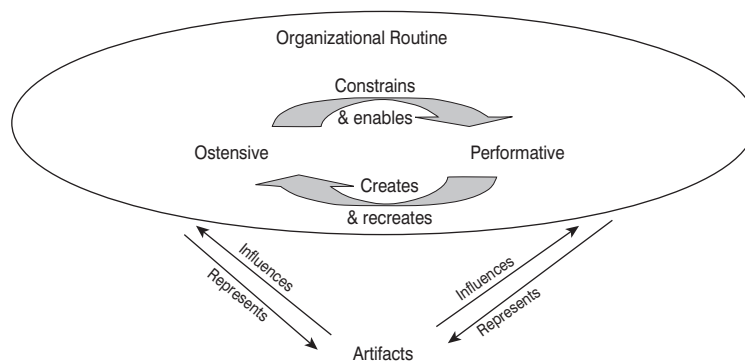 Organizational Routine
Constrains
& enables
Ostensive
Performative
Creates
& recreates
Influences
Represents
Influences
Represents
Artifacts